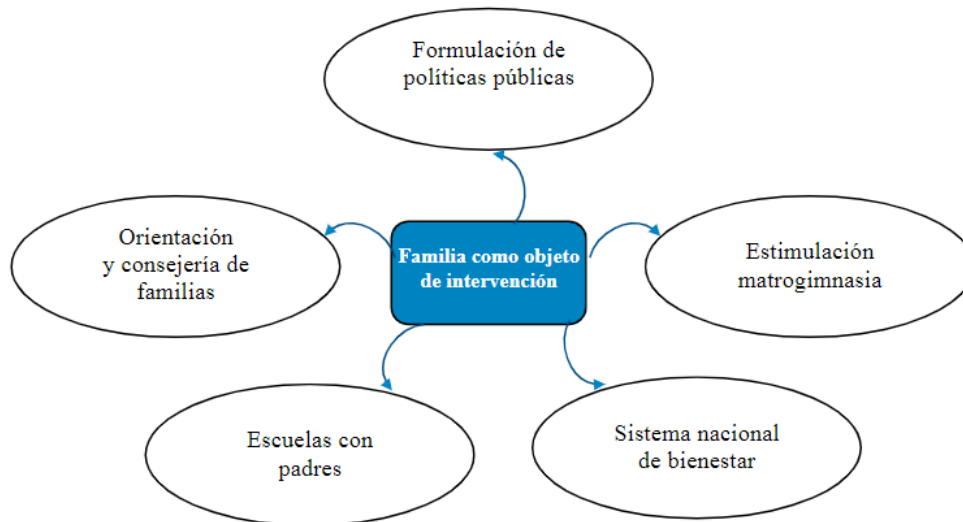 Formulación de
políticas públicas
Orientación
y consejería de
familias
Familia como objeto
de intervención
Estimulación
matrogimnasia
Escuelas con
padres
Sistema nacional
de bienestar